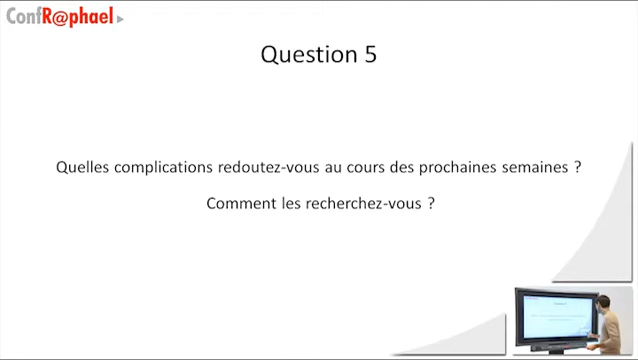 ConfR@phael
Question 5
Quelles complications redoutez-vous au cours des prochaines semaines ?
Comment les recherchez-vous ?